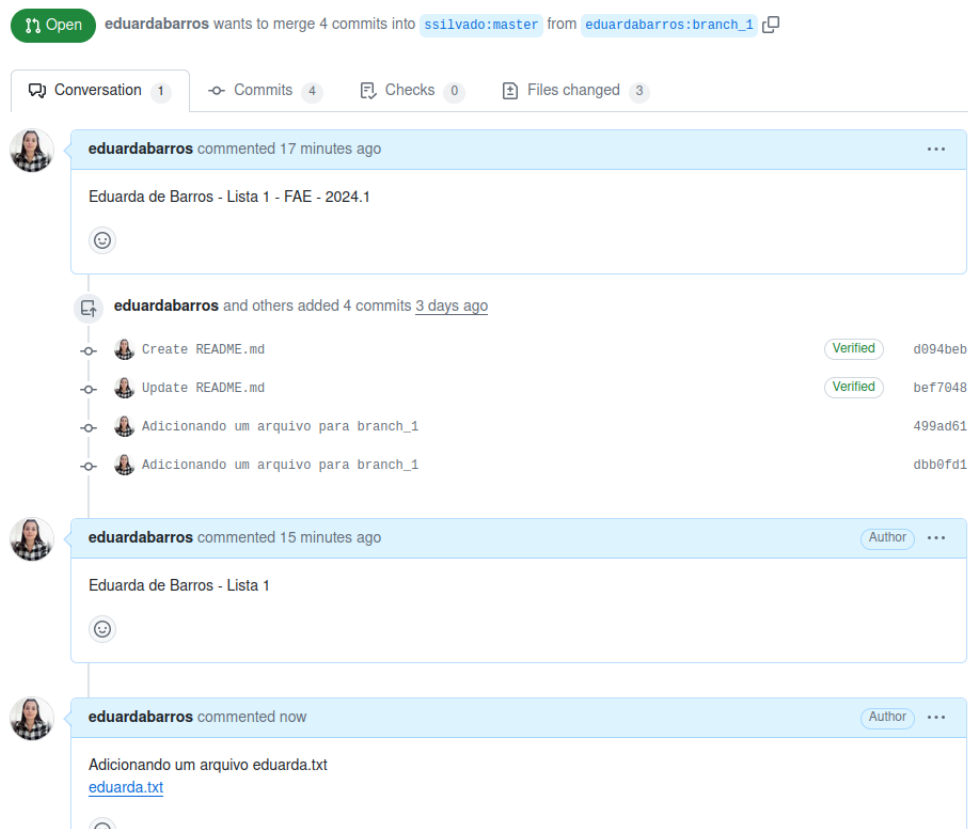 Open eduardabarros wants to merge 4 commits into ssilvado:master from eduardabarros:branch_1
Conversation 1 Commits 4 Checks 0 Files changed 3
eduardabarros commented 17 minutes ago
Eduarda de Barros - Lista 1 - FAE - 2024.1
eduardabarros and others added 4 commits 3 days ago
Create README.md Verified d094beb
Update README.md Verified bef7048
Adicionando um arquivo para branch_1 499ad61
Adicionando um arquivo para branch_1 dbb0fd1
eduardabarros commented 15 minutes ago Author
Eduarda de Barros - Lista 1
eduardabarros commented now Author
Adicionando um arquivo eduarda.txt
eduarda.txt